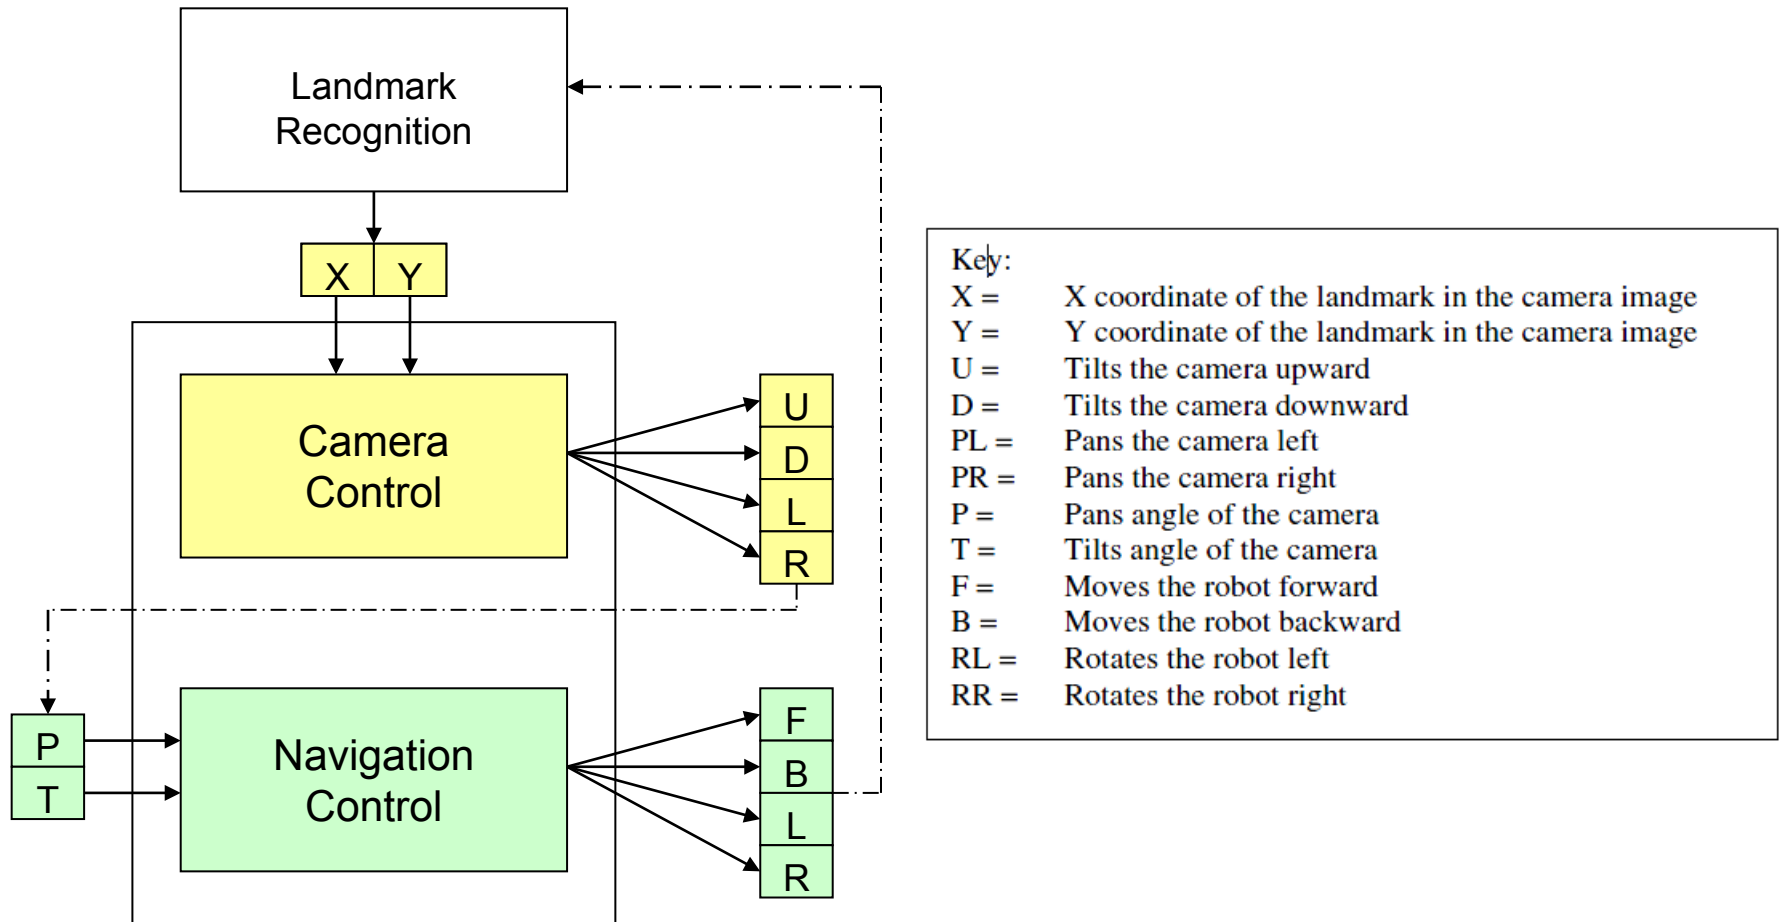 Landmark
Recognition
X Y
Camera
Control
U
D
L
R
P
T
Navigation
Control
F
B
L
R
Key:
X = X coordinate of the landmark in the camera image
Y = Y coordinate of the landmark in the camera image
U = Tilts the camera upward
D = Tilts the camera downward
PL = Pans the camera left
PR = Pans the camera right
P = Pans angle of the camera
T = Tilts angle of the camera
F = Moves the robot forward
B = Moves the robot backward
RL = Rotates the robot left
RR = Rotates the robot right